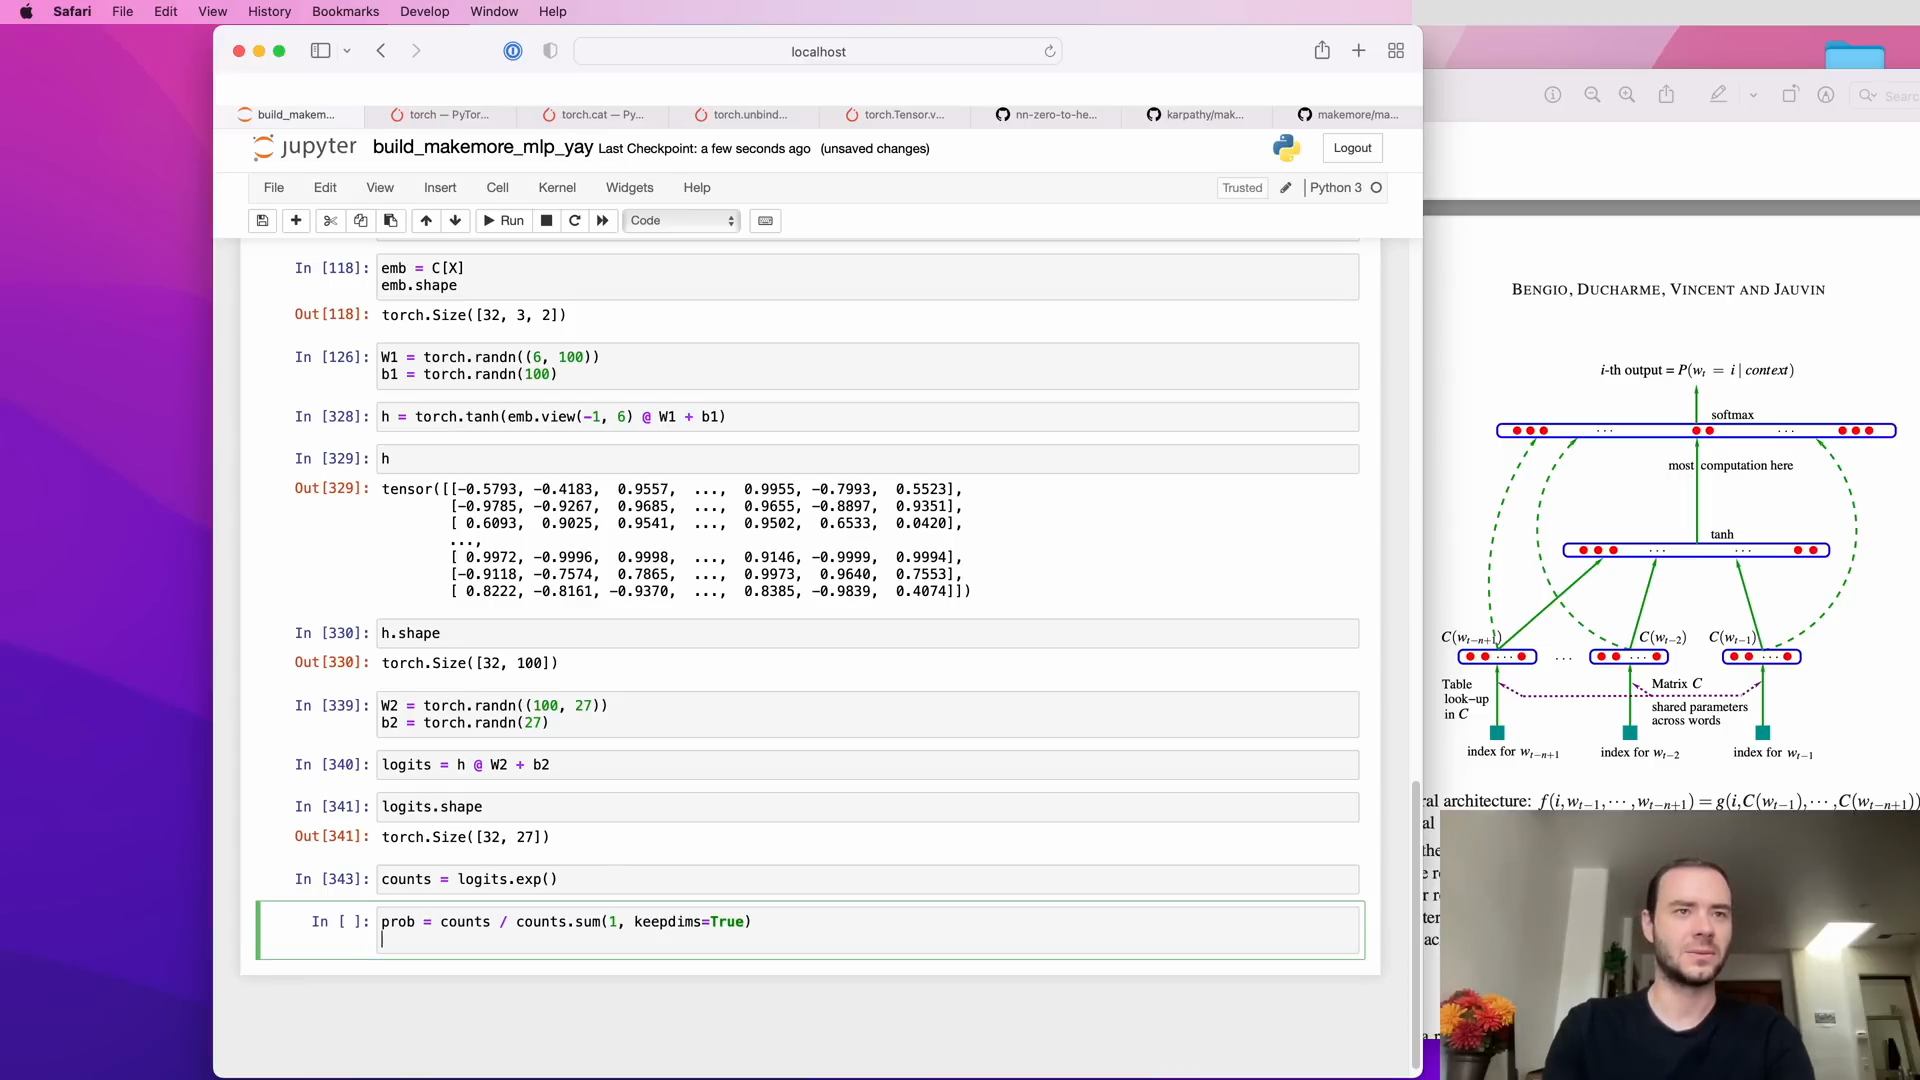 Safari File Edit View History Bookmarks Develop Window Help
localhost
build_makem... torch — PyTor... torch.cat — Py... torch.unbind... torch.Tensor.v... nn-zero-to-he... karpathy/mak... makemore/ma...
jupyter build_makemore_mlp_yay Last Checkpoint: a few seconds ago (unsaved changes) Logout
File Edit View Insert Cell Kernel Widgets Help Trusted Python 3
Run Code
In [118]: emb = C[X]
emb.shape
Out[118]: torch.Size([32, 3, 2])
In [126]: W1 = torch.randn((6, 100))
b1 = torch.randn(100)
In [328]: h = torch.tanh(emb.view(-1, 6) @ W1 + b1)
In [329]: h
Out[329]: tensor([[-0.5793, -0.4183, 0.9557, ..., 0.9955, -0.7993, 0.5523],
[-0.9785, -0.9267, 0.9685, ..., 0.9655, -0.8897, 0.9351],
[ 0.6093, 0.9025, 0.9541, ..., 0.9502, 0.6533, 0.0420],
...,
[ 0.9972, -0.9996, 0.9998, ..., 0.9146, -0.9999, 0.9994],
[-0.9118, -0.7574, 0.7865, ..., 0.9973, 0.9640, 0.7553],
[ 0.8222, -0.8161, -0.9370, ..., 0.8385, -0.9839, 0.4074]])
In [330]: h.shape
Out[330]: torch.Size([32, 100])
In [339]: W2 = torch.randn((100, 27))
b2 = torch.randn(27)
In [340]: logits = h @ W2 + b2
In [341]: logits.shape
Out[341]: torch.Size([32, 27])
In [343]: counts = logits.exp()
In [ ]: prob = counts / counts.sum(1, keepdims=True)
Searc
BENGIO, DUCHARME, VINCENT AND JAUVIN
i-th output = P(w_t = i | context)
softmax
...
most computation here
tanh
...
C(w_{t−n+1}) C(w_{t−2}) C(w_{t−1})
...
Table
look−up
in C
Matrix C
shared parameters
across words
index for w_{t−n+1} index for w_{t−2} index for w_{t−1}
ral architecture: f(i,w_{t−1},···,w_{t−n+1}) = g(i,C(w_{t−1}),···,C(w_{t−n+1}))
al
the